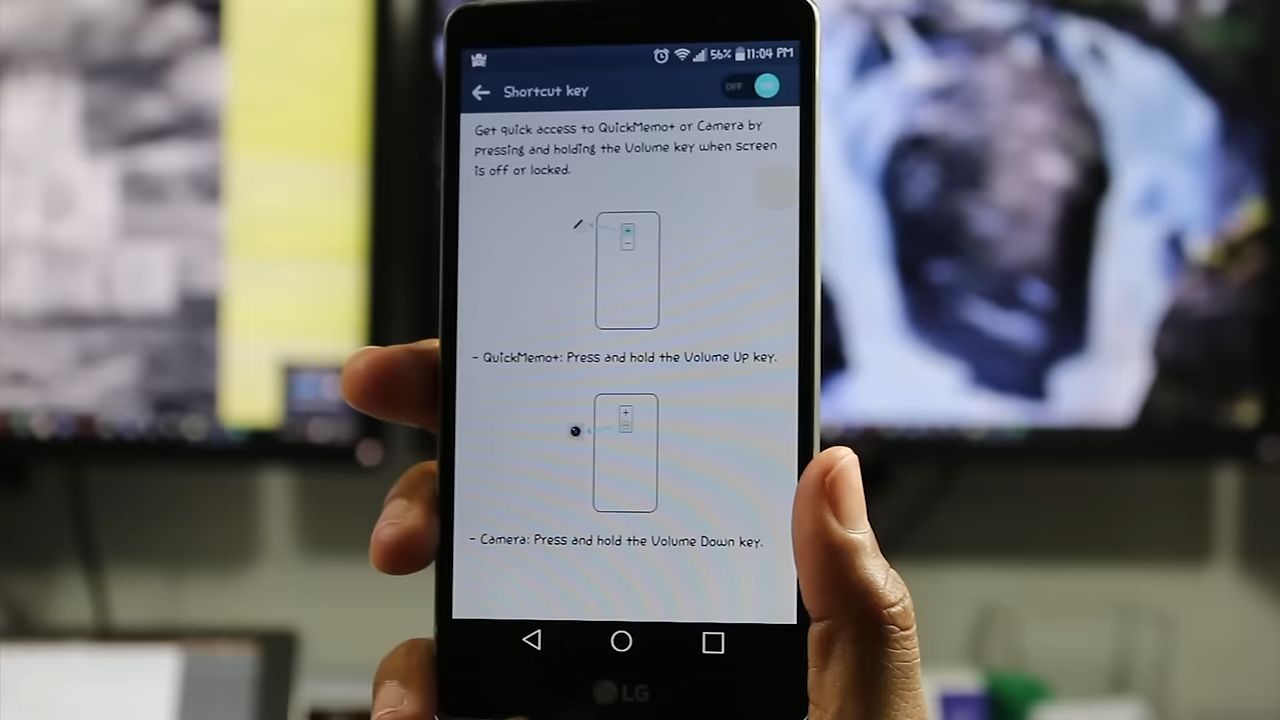 56% 11:04 PM
Shortcut key
OFF
Get quick access to QuickMemo+ or Camera by
pressing and holding the Volume key when screen
is off or locked.
+
-
- QuickMemo+: Press and hold the Volume Up key.
+
-
- Camera: Press and hold the Volume Down key.
LG